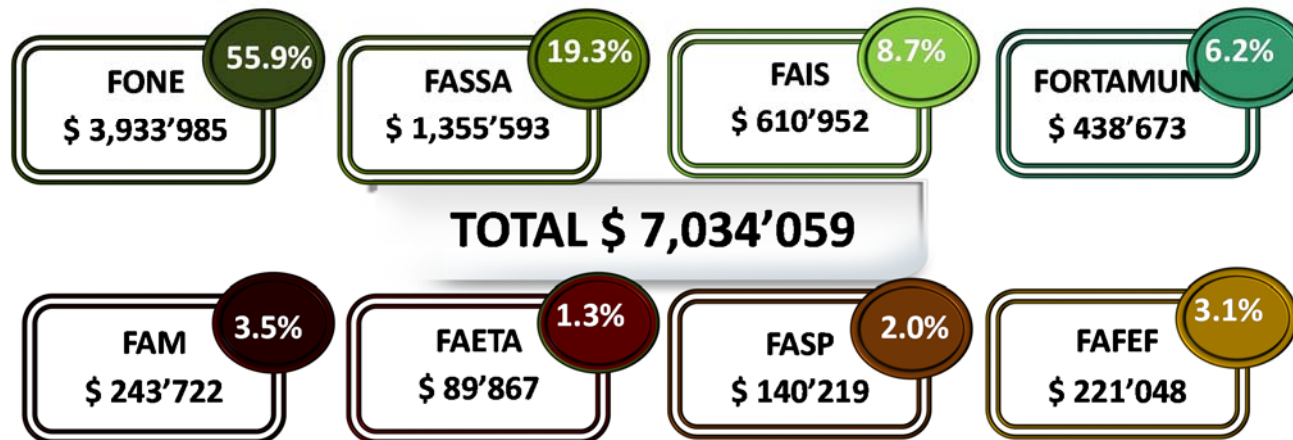 55.9%
FONE
$ 3,933’985
19.3%
FASSA
$ 1,355’593
8.7%
FAIS
$ 610’952
6.2%
FORTAMUN
$ 438’673
TOTAL $ 7,034’059
3.5%
FAM
$ 243’722
1.3%
FAETA
$ 89’867
2.0%
FASP
$ 140’219
3.1%
FAFEF
$ 221’048